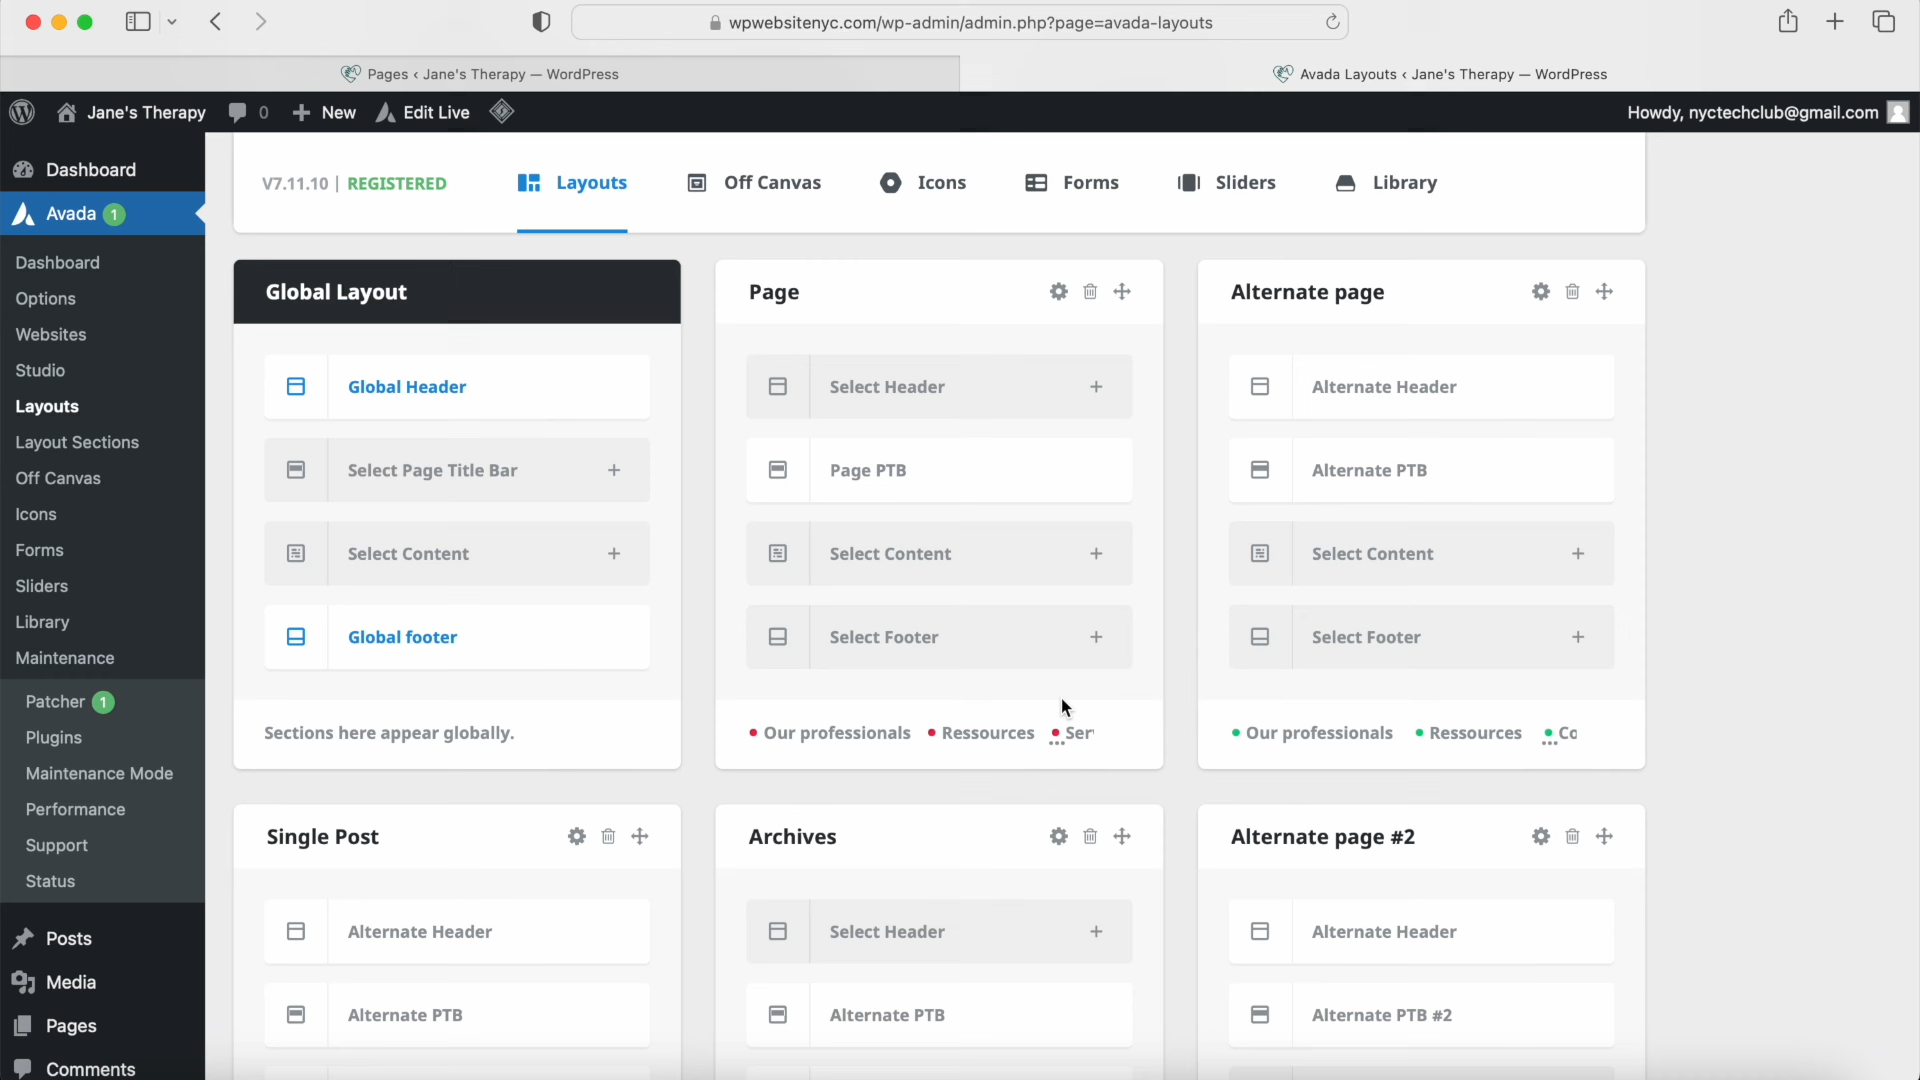 wpwebsitenyc.com/wp-admin/admin.php?page=avada-layouts
Pages ‹ Jane's Therapy — WordPress
Avada Layouts ‹ Jane's Therapy — WordPress
Jane's Therapy
0
New
Edit Live
Howdy, nyctechclub@gmail.com
Dashboard
Avada 1
Dashboard
Options
Websites
Studio
Layouts
Layout Sections
Off Canvas
Icons
Forms
Sliders
Library
Maintenance
Patcher 1
Plugins
Maintenance Mode
Performance
Support
Status
Posts
Media
Pages
Comments
V7.11.10 | REGISTERED
Layouts
Off Canvas
Icons
Forms
Sliders
Library
Global Layout
Global Header
Select Page Title Bar +
Select Content +
Global footer
Sections here appear globally.
Page
Select Header +
Page PTB
Select Content +
Select Footer +
• Our professionals • Ressources • Ser
Alternate page
Alternate Header
Alternate PTB
Select Content +
Select Footer +
• Our professionals • Ressources • Co
Single Post
Alternate Header
Alternate PTB
Archives
Select Header +
Alternate PTB
Alternate page #2
Alternate Header
Alternate PTB #2